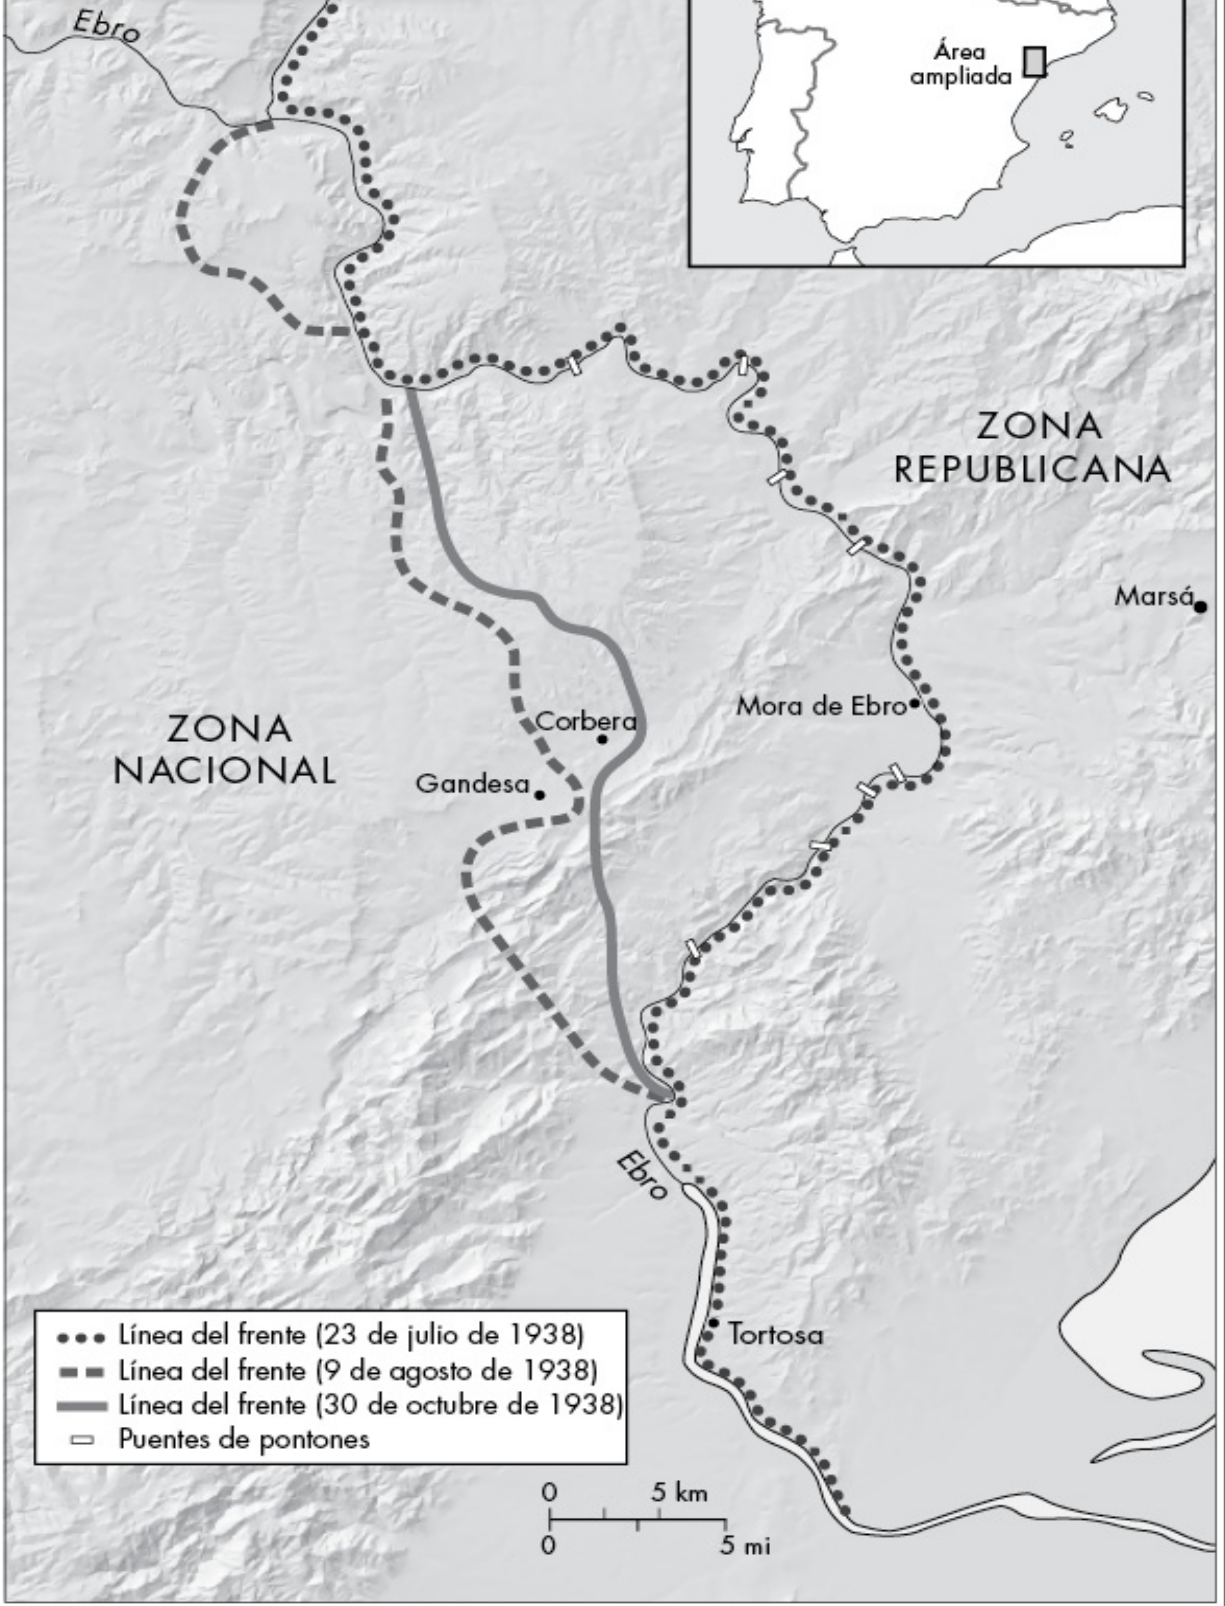 Ebro
Área
ampliada
ZONA
REPUBLICANA
Marsá
Mora de Ebro
Corbera
Gandesa
ZONA
NACIONAL
Ebro
Tortosa
Línea del frente (23 de julio de 1938)
Línea del frente (9 de agosto de 1938)
Línea del frente (30 de octubre de 1938)
Puentes de pontones
0 5 km
0 5 mi